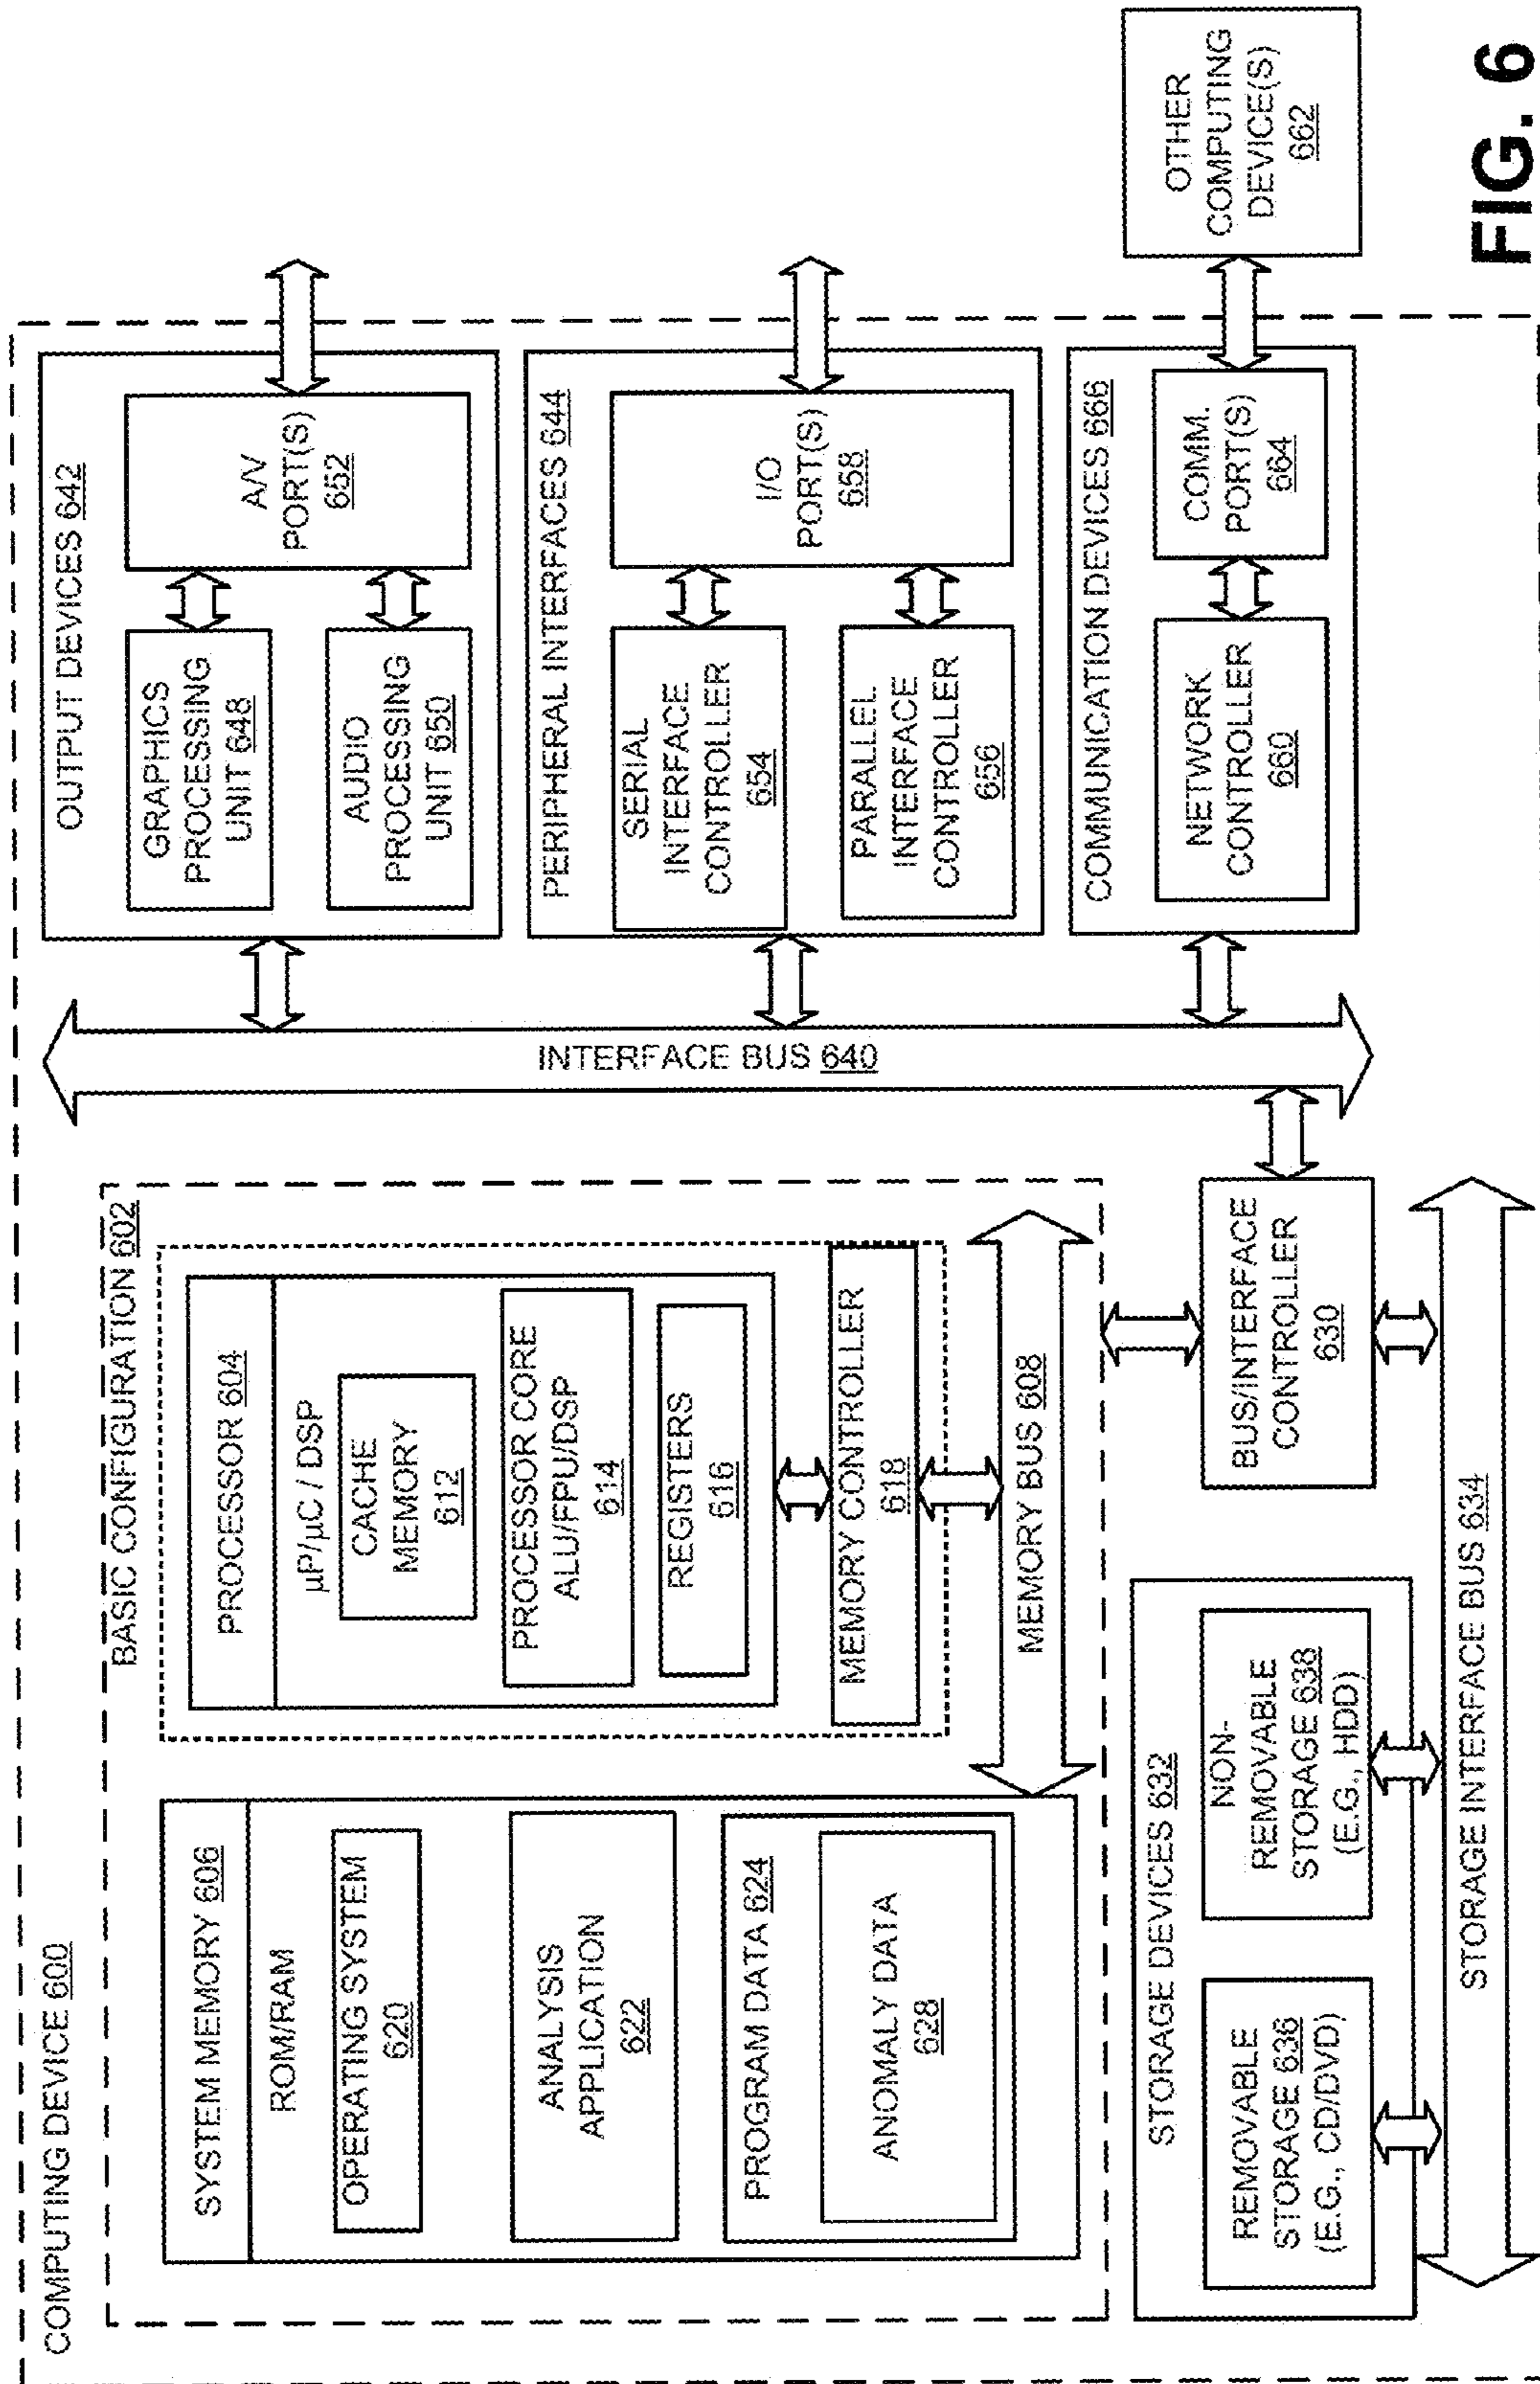 COMPUTING DEVICE 600
BASIC CONFIGURATION 602
SYSTEM MEMORY 606
ROM/RAM
OPERATING SYSTEM
620
ANALYSIS
APPLICATION
622
PROGRAM DATA 624
ANOMALY DATA
628
PROCESSOR 604
µP/µC / DSP
CACHE
MEMORY
612
PROCESSOR CORE
ALU/FPU/DSP
614
REGISTERS
616
MEMORY CONTROLLER
618
MEMORY BUS 608
BUS/INTERFACE
CONTROLLER
630
STORAGE DEVICES 632
REMOVABLE
STORAGE 636
(E.G., CD/DVD)
NON-
REMOVABLE
STORAGE 638
(E.G., HDD)
STORAGE INTERFACE BUS 634
INTERFACE BUS 640
OUTPUT DEVICES 642
GRAPHICS
PROCESSING
UNIT 648
AUDIO
PROCESSING
UNIT 650
A/V
PORT(S)
652
PERIPHERAL INTERFACES 644
SERIAL
INTERFACE
CONTROLLER
654
PARALLEL
INTERFACE
CONTROLLER
656
I/O
PORT(S)
658
COMMUNICATION DEVICES 666
NETWORK
CONTROLLER
660
COMM.
PORT(S)
664
OTHER
COMPUTING
DEVICE(S)
662
FIG. 6